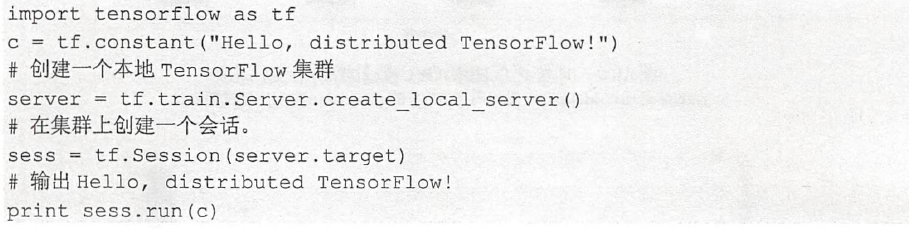 import tensorflow as tf
c = tf.constant("Hello, distributed TensorFlow!")
# 创建一个本地 TensorFlow 集群
server = tf.train.Server.create_local_server()
# 在集群上创建一个会话。
sess = tf.Session(server.target)
# 输出 Hello, distributed TensorFlow!
print sess.run(c)